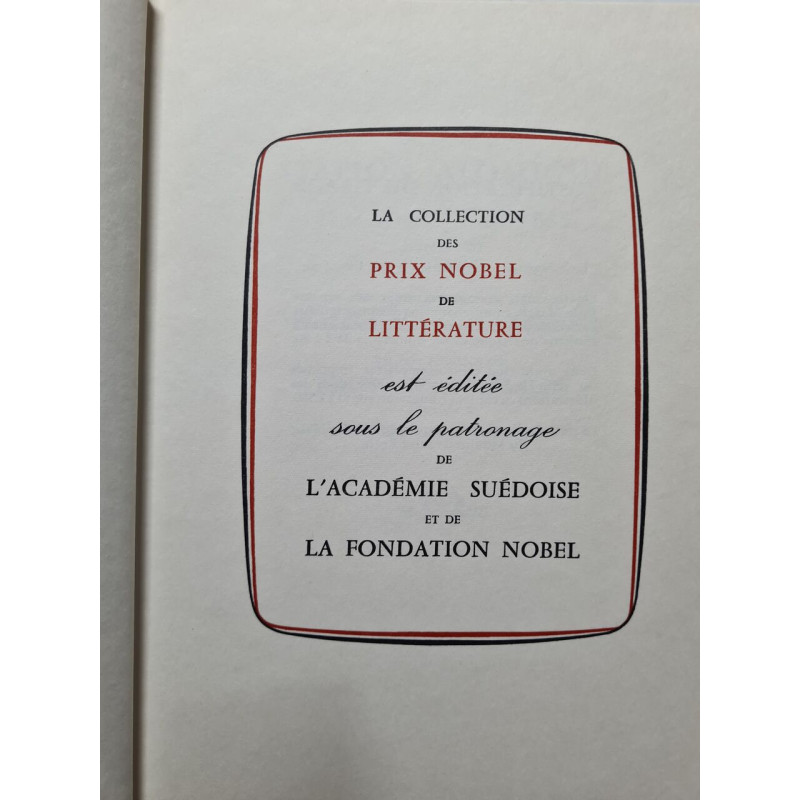 LA COLLECTION
DES
PRIX NOBEL
DE
LITTÉRATURE
est éditée
sous le patronage
DE
L'ACADÉMIE SUÉDOISE
ET DE
LA FONDATION NOBEL